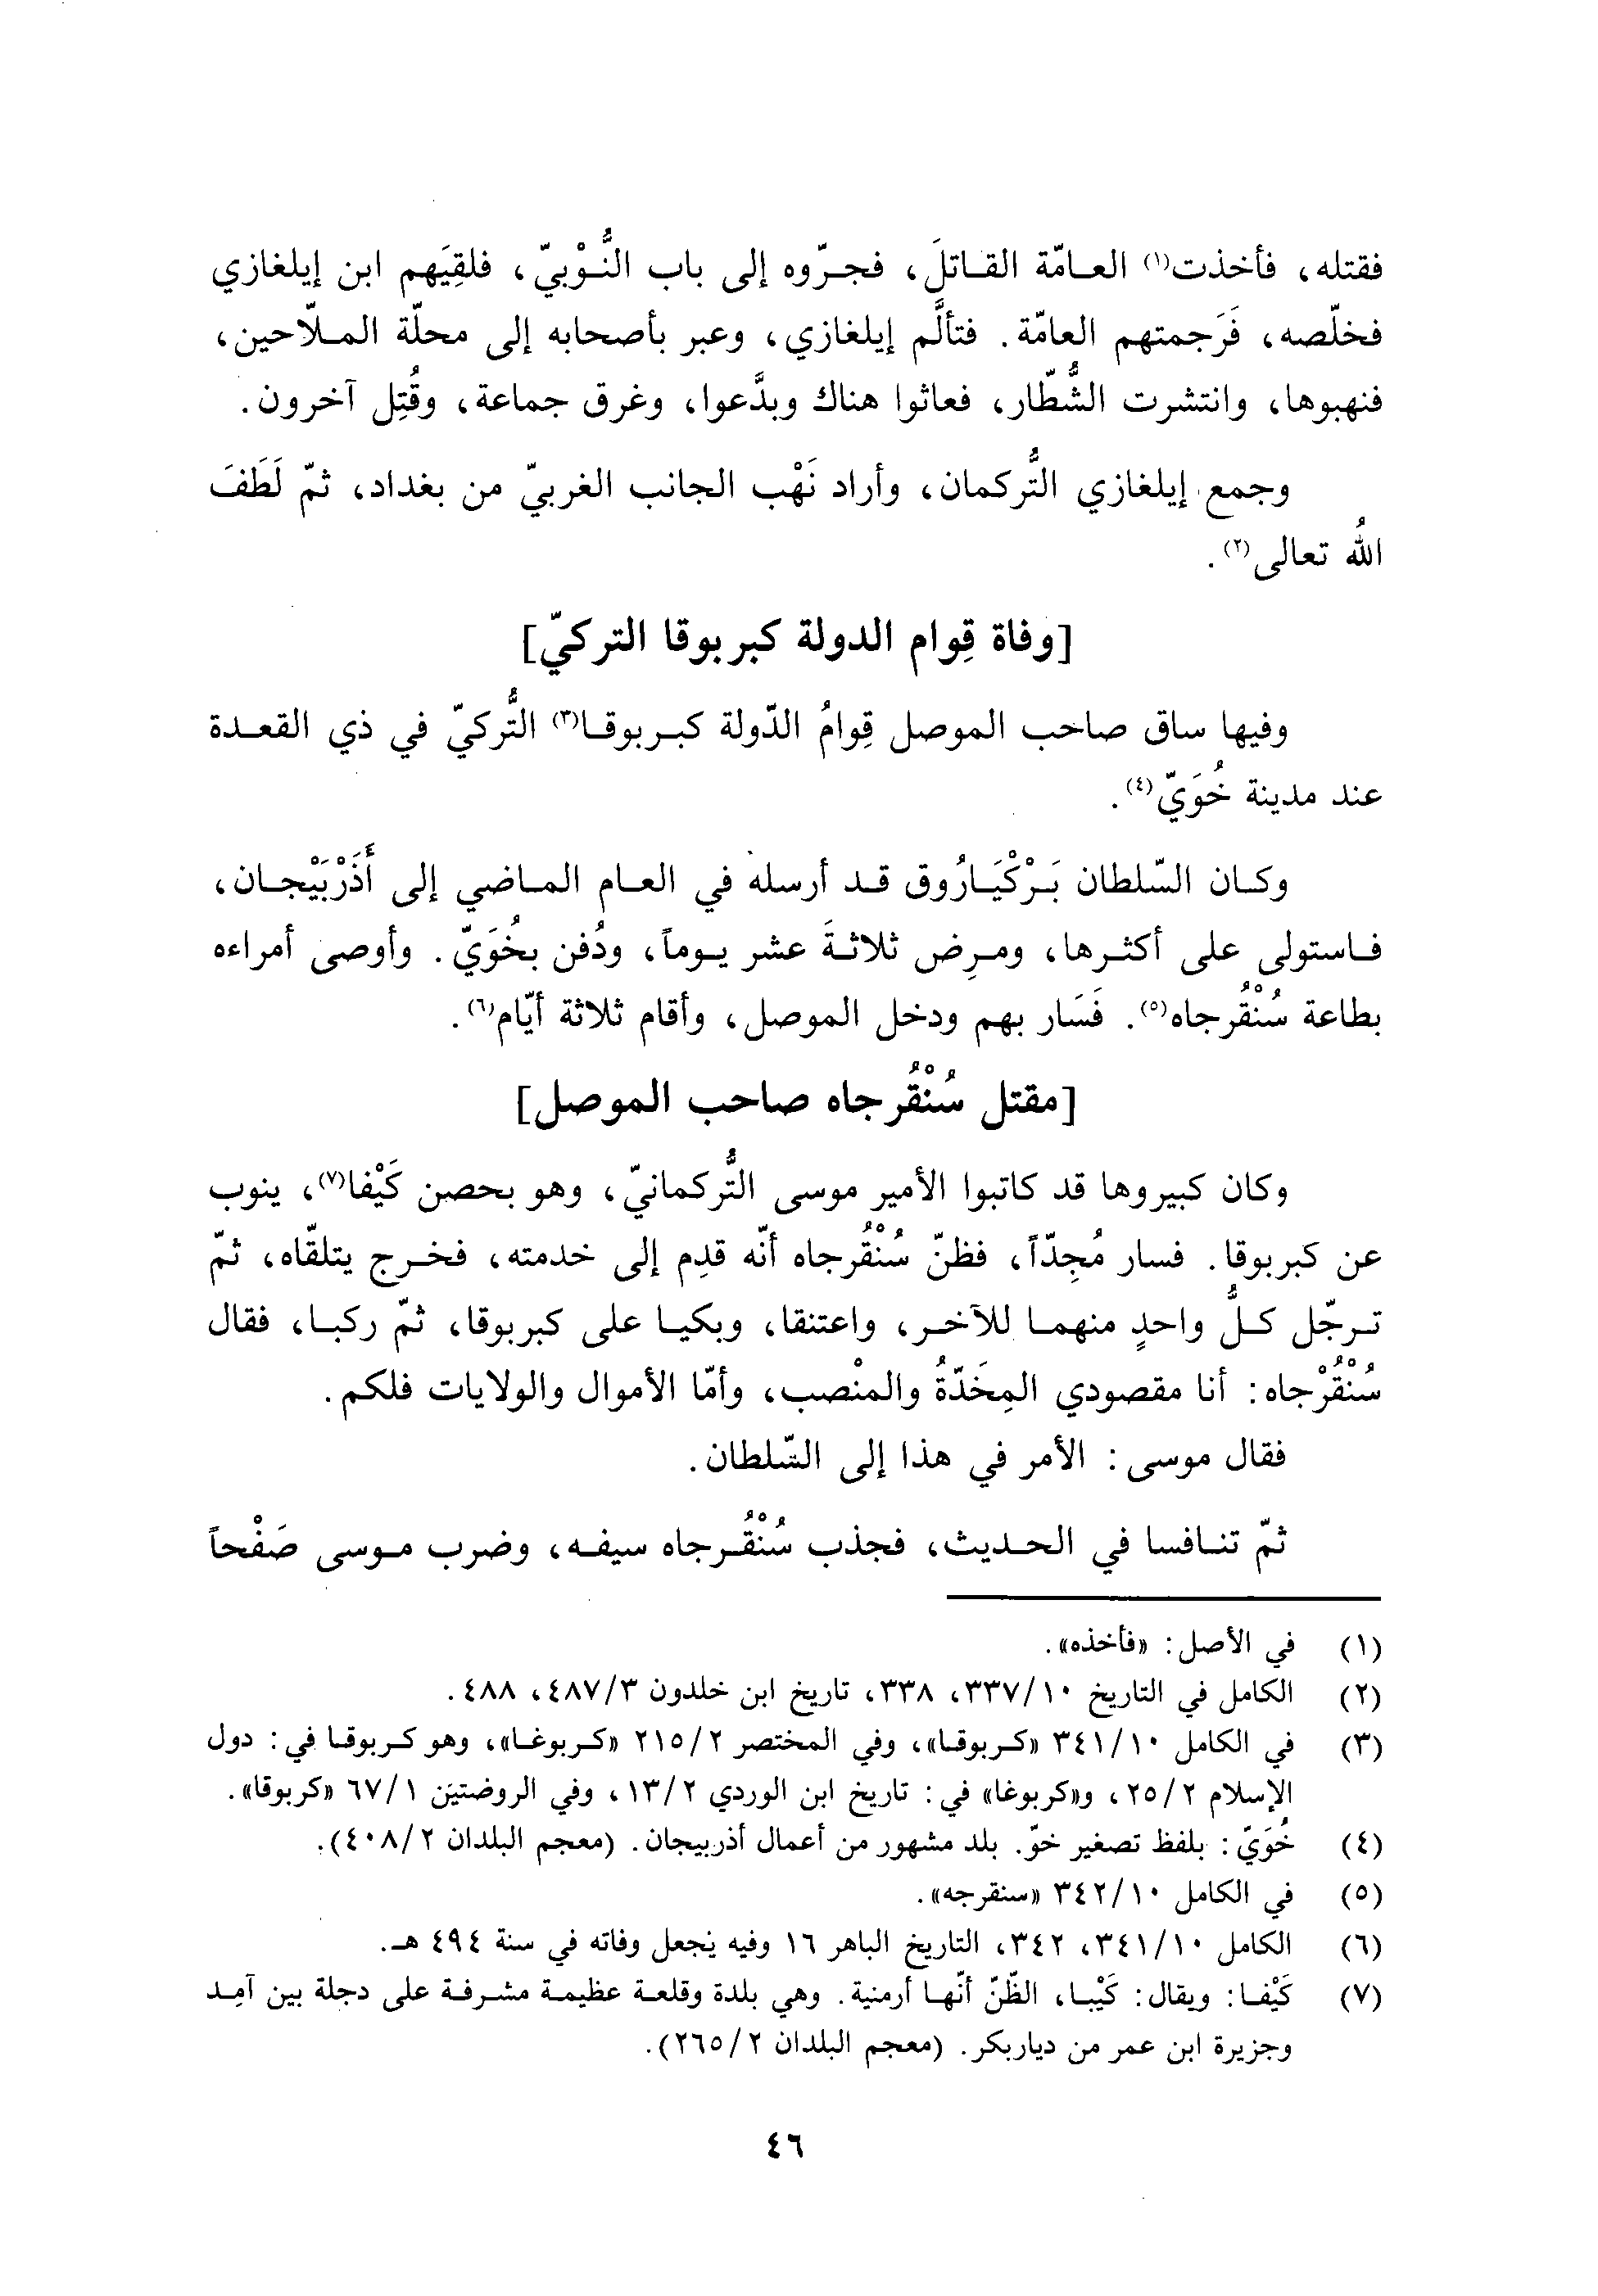 فقتله، فأخذت(١) العامّة القاتلَ، فجرّوه إلى باب النُّوْبيّ، فلقِيَهم ابن إيلغازي
فخلّصه، فَرَجمتهم العامّة. فتألَّم إيلغازي، وعبر بأصحابه إلى محلّة الملّاحين،
فنهبوها، وانتشرت الشُّطّار، فعاثوا هناك وبدَّعوا، وغرق جماعة، وقُتِل آخرون.
وجمع إيلغازي التُّركمان، وأراد نَهْب الجانب الغربيّ من بغداد، ثمّ لَطَفَ
اللهُ تعالى(٢).
[وفاة قِوام الدولة كبربوقا التركيّ]
وفيها ساق صاحب الموصل قِوامُ الدّولة كبربوقا(٣) التُّركيّ في ذي القعدة
عند مدينة خُوَيّ(٤).
وكان السّلطان بَرْكْيَارُوق قد أرسله في العام الماضي إلى أَذَرْبَيْجان،
فاستولى على أكثرها، ومرِض ثلاثةَ عشر يوماً، ودُفن بخُوَيّ. وأوصى أمراءه
بطاعة سُنْقُرجاه(٥). فَسَار بهم ودخل الموصل، وأقام ثلاثة أيّام(٦).
[مقتل سُنْقُرجاه صاحب الموصل]
وكان كبيروها قد كاتبوا الأمير موسى التُّركمانيّ، وهو بحصن كَيْفا(٧)، ينوب
عن كبربوقا. فسار مُجِدّاً، فظنّ سُنْقُرجاه أنّه قدِم إلى خدمته، فخرج يتلقّاه، ثمّ
ترجّل كلُّ واحدٍ منهما للآخر، واعتنقا، وبكيا على كبربوقا، ثمّ ركبا، فقال
سُنْقُرْجاه: أنا مقصودي المِخَدّةُ والمنْصب، وأمّا الأموال والولايات فلكم.
فقال موسى: الأمر في هذا إلى السّلطان.
ثمّ تنافسا في الحديث، فجذب سُنْقُرجاه سيفه، وضرب موسى صَفْحاً
(١) في الأصل: «فأخذه».
(٢) الكامل في التاريخ ٣٣٧/١٠، ٣٣٨، تاريخ ابن خلدون ٤٨٧/٣، ٤٨٨.
(٣) في الكامل ٣٤١/١٠ «كربوقا»، وفي المختصر ٢١٥/٢ «كربوغا»، وهو كربوقا في: دول
الإسلام ٢٥/٢، و«كربوغا» في: تاريخ ابن الوردي ١٣/٢، وفي الروضتين ٦٧/١ «كربوقا».
(٤) خُوَيّ: بلفظ تصغير خوّ. بلد مشهور من أعمال أذربيجان. (معجم البلدان ٤٠٨/٢).
(٥) في الكامل ٣٤٢/١٠ «سنقرجه».
(٦) الكامل ٣٤١/١٠، ٣٤٢، التاريخ الباهر ١٦ وفيه يجعل وفاته في سنة ٤٩٤ هـ.
(٧) كَيْفا: ويقال: كَيْبا، الظّنّ أنّها أرمنية. وهي بلدة وقلعة عظيمة مشرفة على دجلة بين آمِد
وجزيرة ابن عمر من دياربكر. (معجم البلدان ٢٦٥/٢).
٤٦